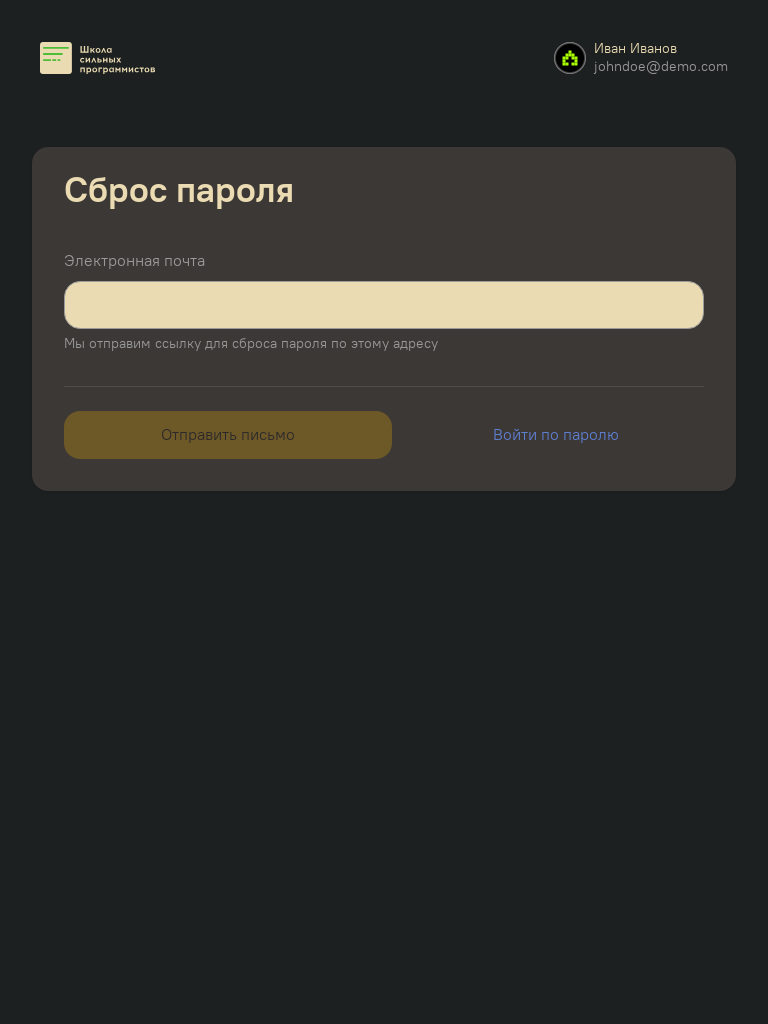 Школа
сильных
программистов
Иван Иванов
johndoe@demo.com
Сброс пароля
Электронная почта
Мы отправим ссылку для сброса пароля по этому адресу
Отправить письмо
Войти по паролю